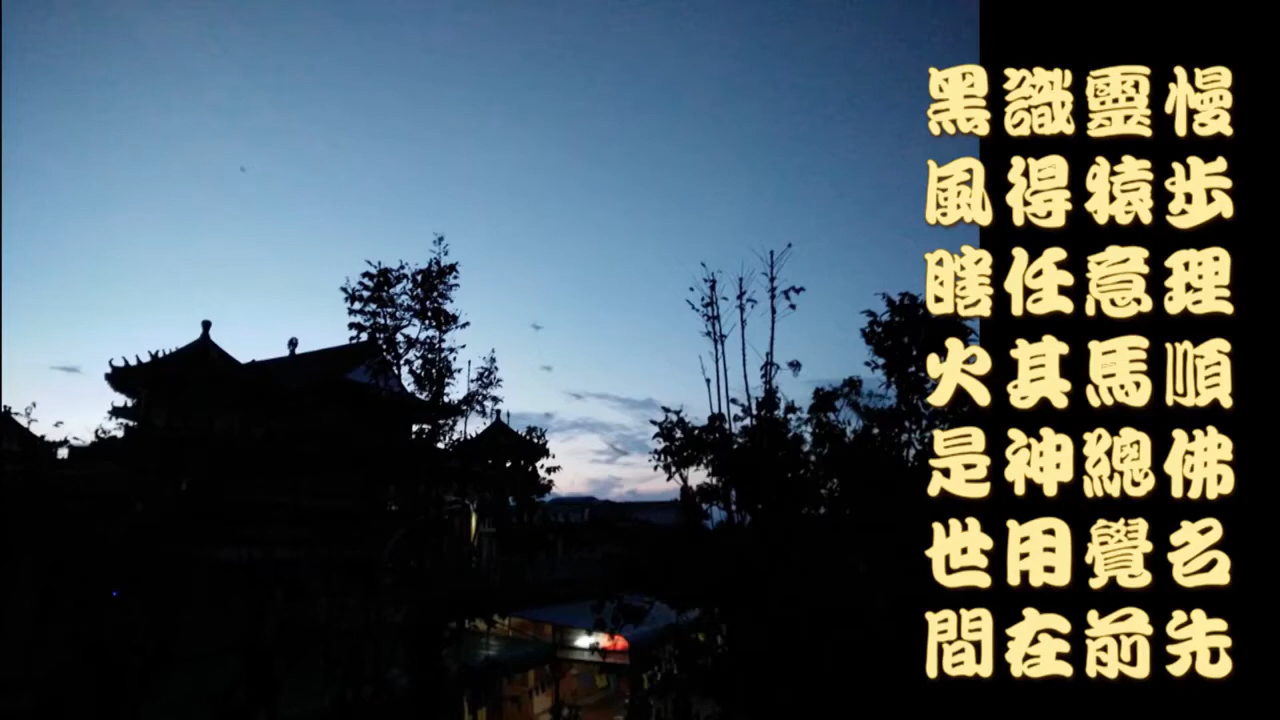 慢步理順佛名先
靈猿意馬總覺前
識得任其神用在
黑風瞎火是世間